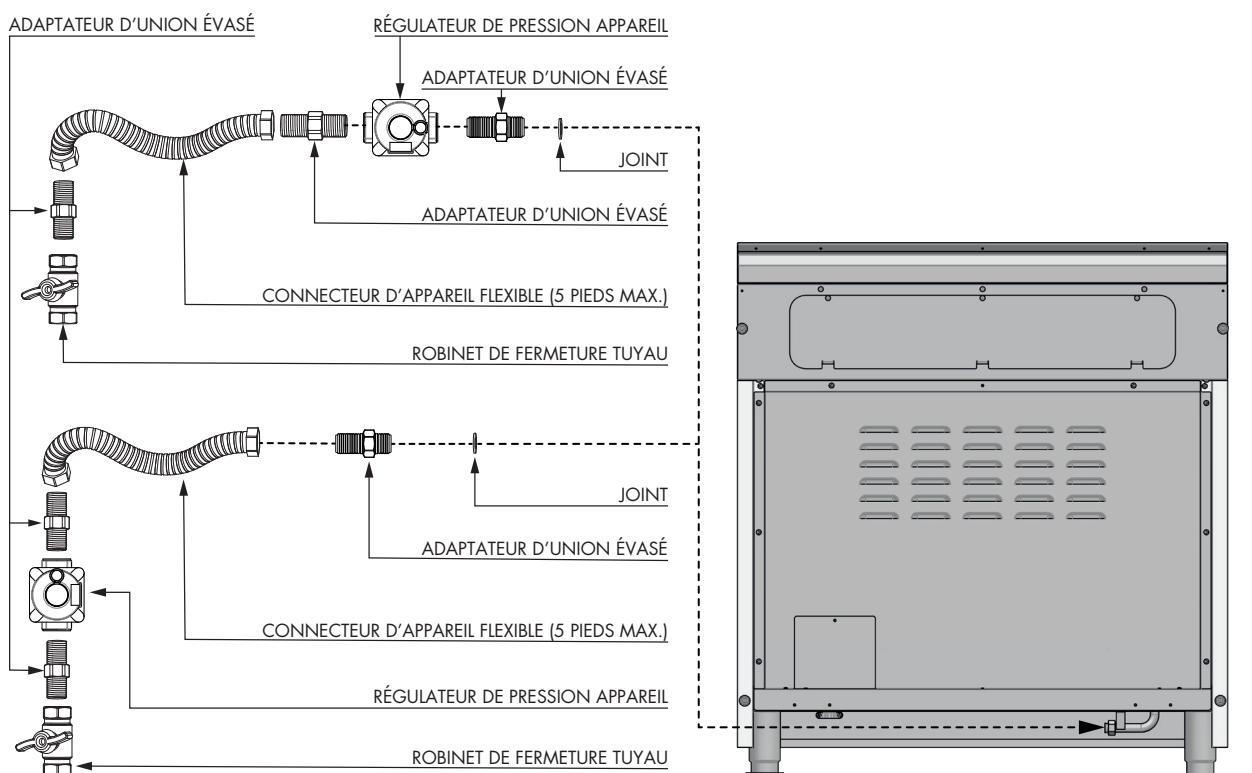 ADAPTATEUR D'UNION ÉVASÉ
RÉGULATEUR DE PRESSION APPAREIL
ADAPTATEUR D'UNION ÉVASÉ
JOINT
ADAPTATEUR D'UNION ÉVASÉ
CONNECTEUR D'APPAREIL FLEXIBLE (5 PIEDS MAX.)
ROBINET DE FERMETURE TUYAU
JOINT
ADAPTATEUR D'UNION ÉVASÉ
CONNECTEUR D'APPAREIL FLEXIBLE (5 PIEDS MAX.)
RÉGULATEUR DE PRESSION APPAREIL
ROBINET DE FERMETURE TUYAU